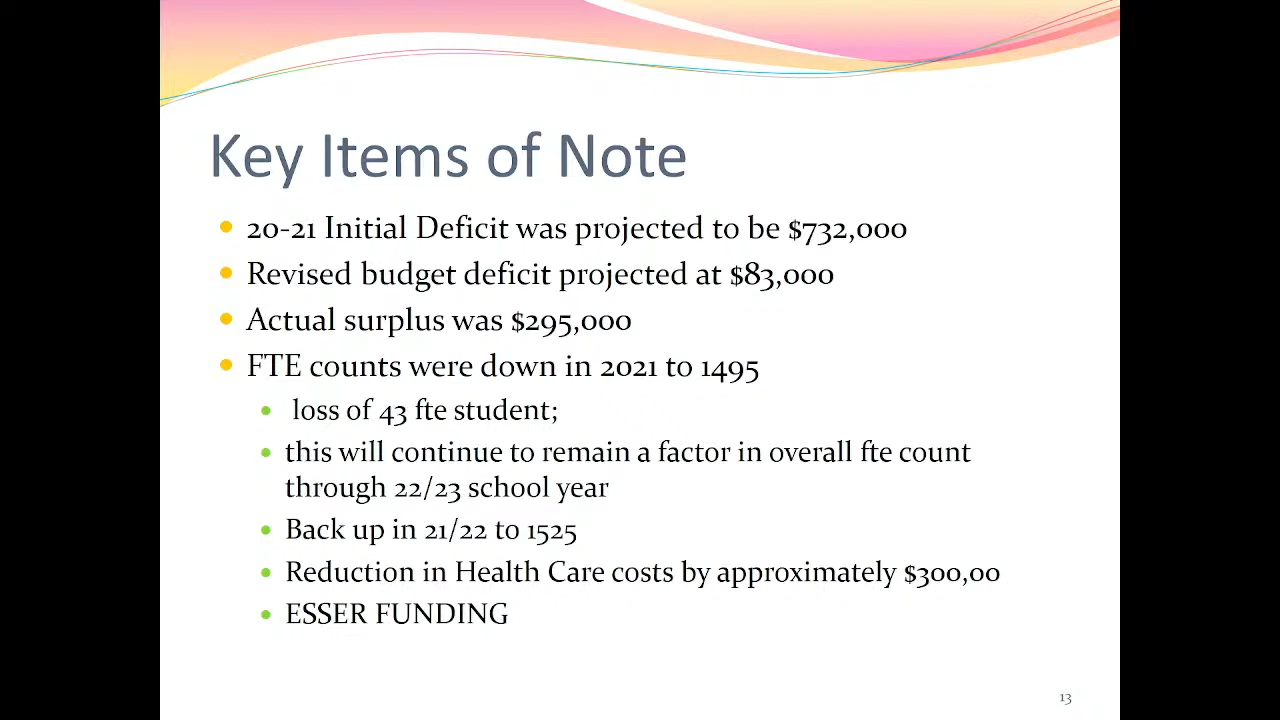 Key Items of Note
20-21 Initial Deficit was projected to be $732,000
Revised budget deficit projected at $83,000
Actual surplus was $295,000
FTE counts were down in 2021 to 1495
loss of 43 fte student;
this will continue to remain a factor in overall fte count
through 22/23 school year
Back up in 21/22 to 1525
Reduction in Health Care costs by approximately $300,00
ESSER FUNDING
13